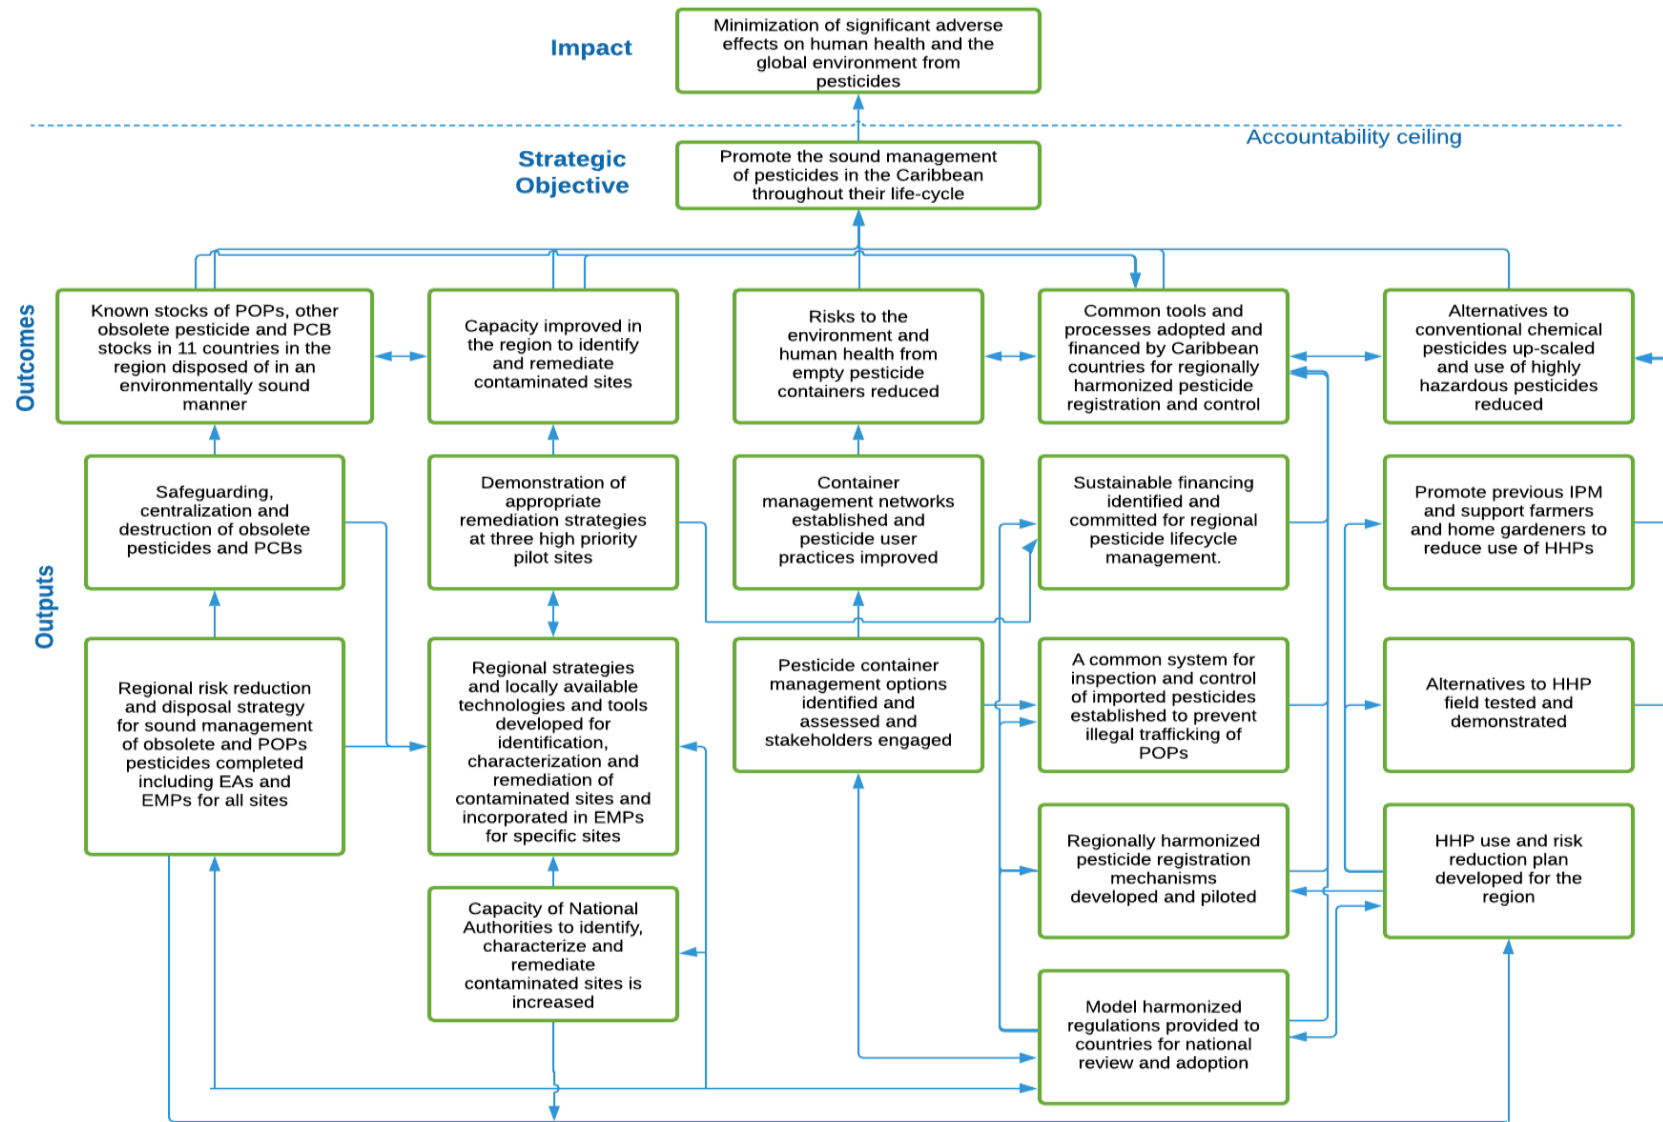 Impact
Minimization of significant adverse
effects on human health and the
global environment from
pesticides
Accountability ceiling
Strategic
Objective
Promote the sound management
of pesticides in the Caribbean
throughout their life-cycle
Outcomes
Known stocks of POPs, other
obsolete pesticide and PCB
stocks in 11 countries in the
region disposed of in an
environmentally sound
manner
Capacity improved in
the region to identify
and remediate
contaminated sites
Risks to the
environment and
human health from
empty pesticide
containers reduced
Common tools and
processes adopted and
financed by Caribbean
countries for regionally
harmonized pesticide
registration and control
Alternatives to
conventional chemical
pesticides up-scaled
and use of highly
hazardous pesticides
reduced
Outputs
Safeguarding,
centralization and
destruction of obsolete
pesticides and PCBs
Demonstration of
appropriate
remediation strategies
at three high priority
pilot sites
Container
management networks
established and
pesticide user
practices improved
Sustainable financing
identified and
committed for regional
pesticide lifecycle
management.
Promote previous IPM
and support farmers
and home gardeners to
reduce use of HHPs
Regional risk reduction
and disposal strategy
for sound management
of obsolete and POPs
pesticides completed
including EAs and
EMPs for all sites
Regional strategies
and locally available
technologies and tools
developed for
identification,
characterization and
remediation of
contaminated sites and
incorporated in EMPs
for specific sites
Pesticide container
management options
identified and
assessed and
stakeholders engaged
A common system for
inspection and control
of imported pesticides
established to prevent
illegal trafficking of
POPs
Alternatives to HHP
field tested and
demonstrated
Regionally harmonized
pesticide registration
mechanisms
developed and piloted
HHP use and risk
reduction plan
developed for the
region
Capacity of National
Authorities to identify,
characterize and
remediate
contaminated sites is
increased
Model harmonized
regulations provided to
countries for national
review and adoption